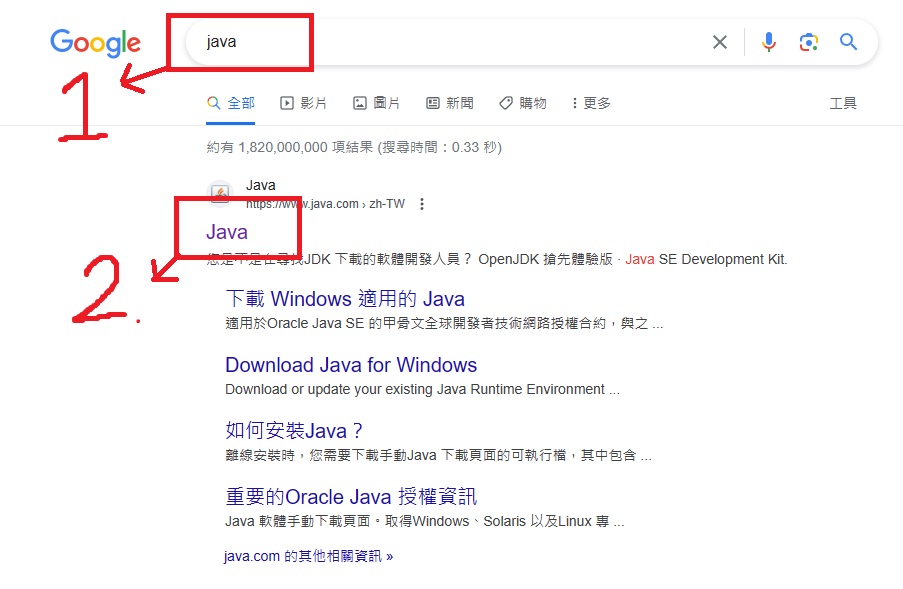 Google
java
1
全部
影片
圖片
新聞
購物
更多
工具
約有 1,820,000,000 項結果 (搜尋時間：0.33 秒)
Java
https://www.java.com › zh-TW
Java
2.
您是不是在尋找JDK 下載的軟體開發人員？ OpenJDK 搶先體驗版 · Java SE Development Kit.
下載 Windows 適用的 Java
適用於Oracle Java SE 的甲骨文全球開發者技術網路授權合約，與之 ...
Download Java for Windows
Download or update your existing Java Runtime Environment ...
如何安裝Java？
離線安裝時，您需要下載手動Java 下載頁面的可執行檔，其中包含 ...
重要的Oracle Java 授權資訊
Java 軟體手動下載頁面。取得Windows、Solaris 以及Linux 專 ...
java.com 的其他相關資訊 »